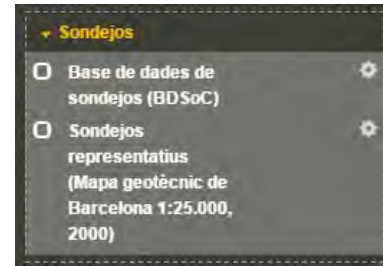 Sondejos
Base de dades de
sondejos (BDSoC)
Sondejos
representatius
(Mapa geotècnic de
Barcelona 1:25.000,
2000)